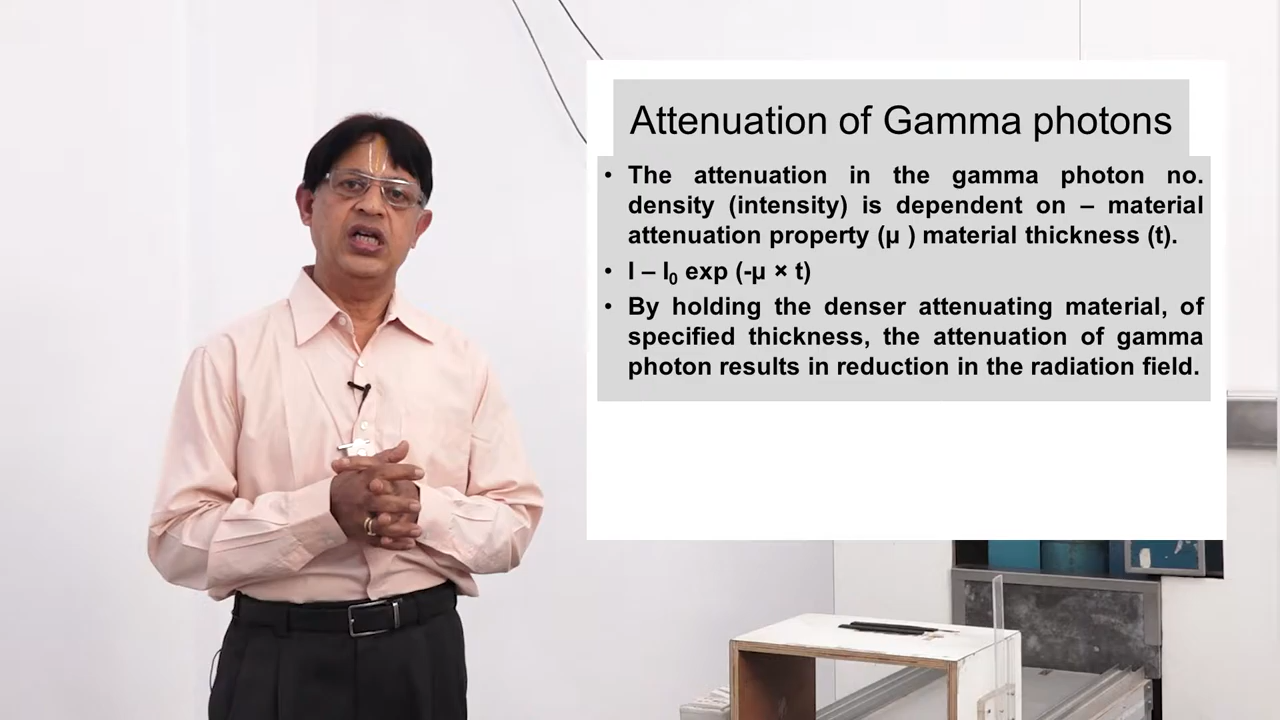 Attenuation of Gamma photons
• The attenuation in the gamma photon no.
density (intensity) is dependent on – material
attenuation property (μ ) material thickness (t).
• I – I₀ exp (-μ × t)
• By holding the denser attenuating material, of
specified thickness, the attenuation of gamma
photon results in reduction in the radiation field.